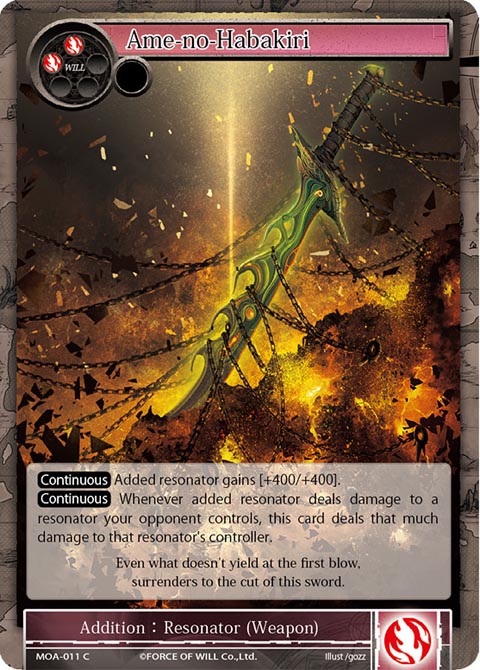 Ame-no-Habakiri
WILL
Continuous Added resonator gains [+400/+400].
Continuous Whenever added resonator deals damage to a
resonator your opponent controls, this card deals that much
damage to that resonator's controller.
Even what doesn't yield at the first blow,
surrenders to the cut of this sword.
Addition : Resonator (Weapon)
MOA-011 C ©FORCE OF WILL Co.,Ltd. Illust /gozz